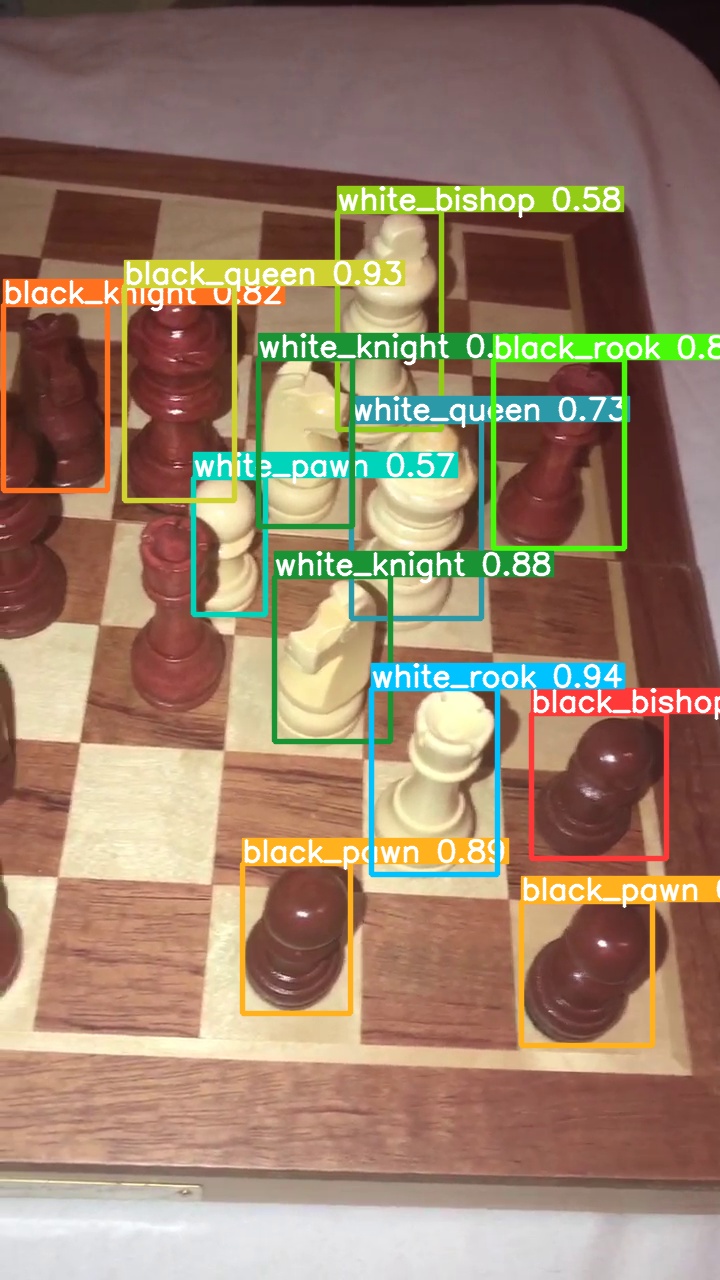 white_bishop 0.58
black_queen 0.93
black_knight 0.82
white_knight 0.
black_rook 0.8
white_queen 0.73
white_pawn 0.57
white_knight 0.88
white_rook 0.94
black_bishop
black_pawn 0.89
black_pawn